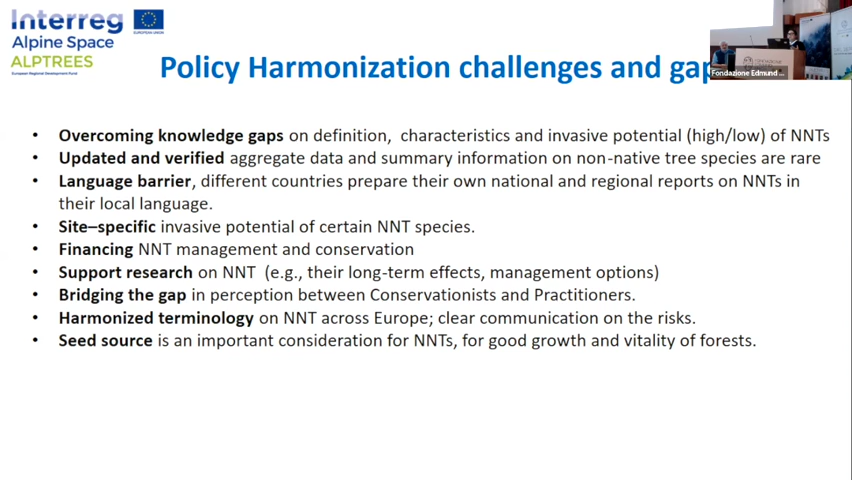 Interreg
EUROPEAN UNION
Alpine Space
ALPTREES
European Regional Development Fund
Fondazione Edmund ...
Policy Harmonization challenges and gap
• Overcoming knowledge gaps on definition, characteristics and invasive potential (high/low) of NNTs
• Updated and verified aggregate data and summary information on non-native tree species are rare
• Language barrier, different countries prepare their own national and regional reports on NNTs in
their local language.
• Site–specific invasive potential of certain NNT species.
• Financing NNT management and conservation
• Support research on NNT (e.g., their long-term effects, management options)
• Bridging the gap in perception between Conservationists and Practitioners.
• Harmonized terminology on NNT across Europe; clear communication on the risks.
• Seed source is an important consideration for NNTs, for good growth and vitality of forests.